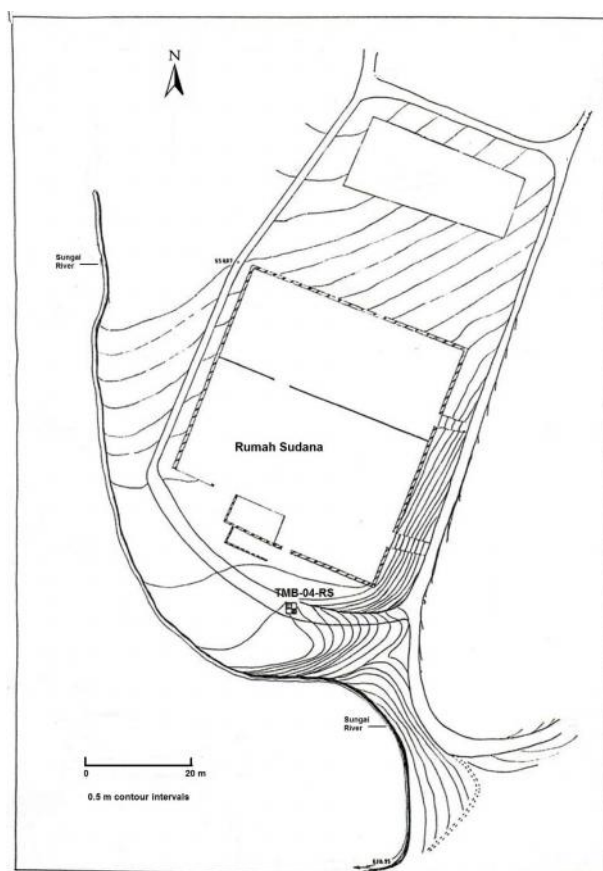 N
Sungai
River
Rumah Sudana
TMB-04-RS
Sungai
River
0 20 m
0.5 m contour intervals